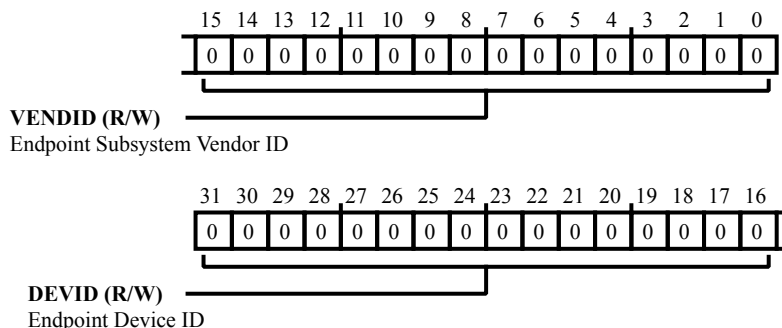 15 14 13 12 11 10 9 8 7 6 5 4 3 2 1 0
0 0 0 0 0 0 0 0 0 0 0 0 0 0 0 0
VENDID (R/W)
Endpoint Subsystem Vendor ID
31 30 29 28 27 26 25 24 23 22 21 20 19 18 17 16
0 0 0 0 0 0 0 0 0 0 0 0 0 0 0 0
DEVID (R/W)
Endpoint Device ID